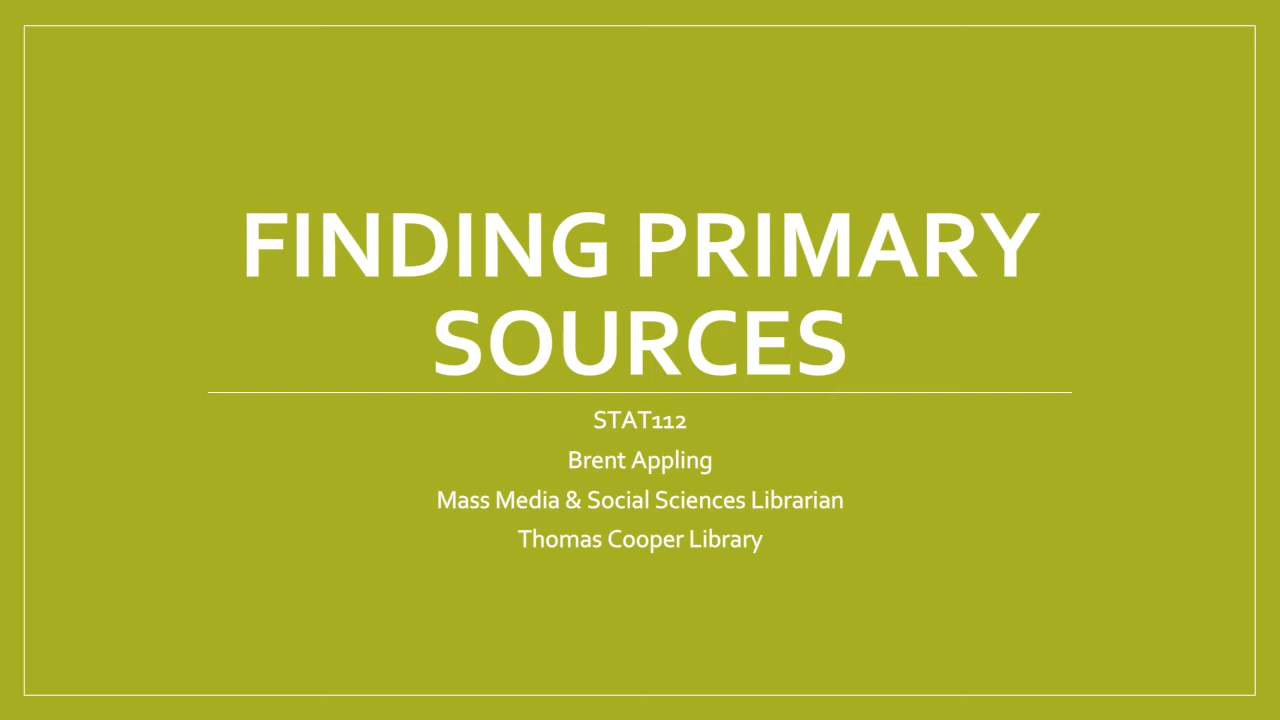 FINDING PRIMARY
SOURCES
STAT112
Brent Appling
Mass Media & Social Sciences Librarian
Thomas Cooper Library